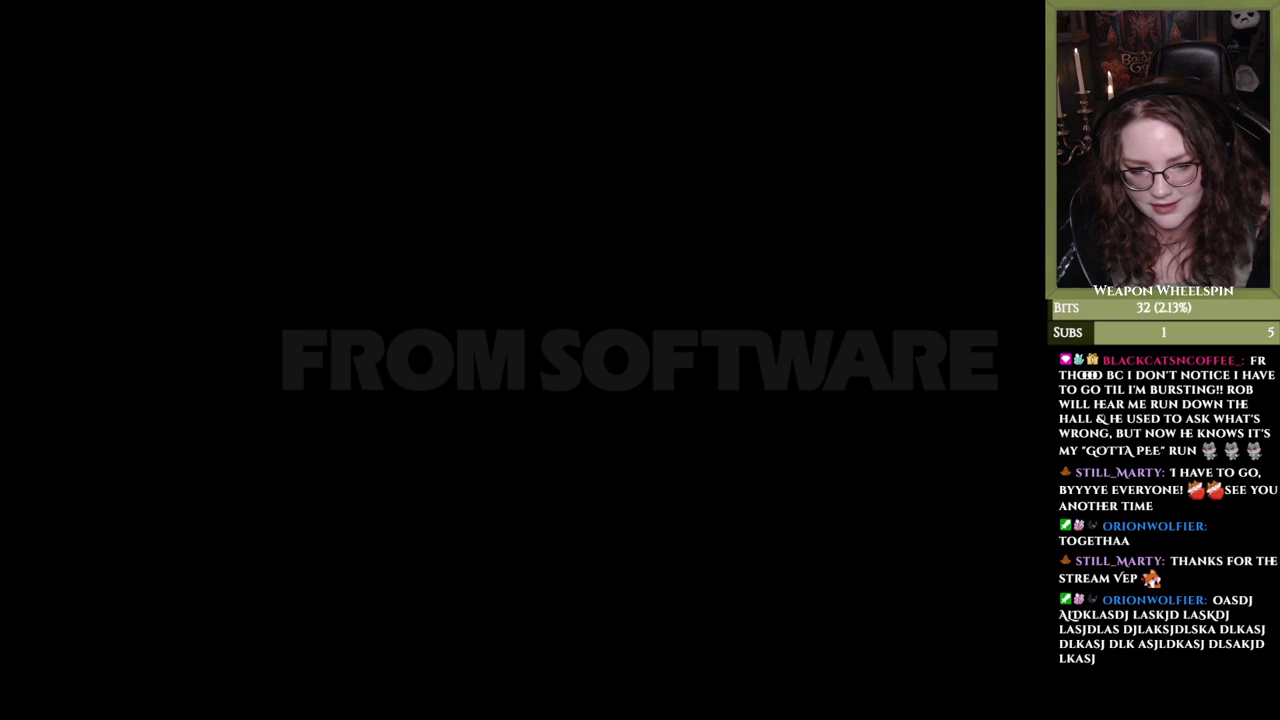 FROM SOFTWARE
Weapon Wheelspin
Bits 32 (2.13%)
Subs 1 5
BLACKCATSNCOFFEE_: FR
BC I DON'T NOTICE I HAVE
TO GO TIL I'M BURSTING!! ROB
WILL HEAR ME RUN DOWN THE
HALL & HE USED TO ASK WHAT'S
WRONG, BUT NOW HE KNOWS IT'S
MY "GOTTA PEE" RUN
STILL_MARTY: I HAVE TO GO,
BYYYYE EVERYONE! SEE YOU
ANOTHER TIME
ORIONWOLFIER:
TOGETHAA
STILL_MARTY: THANKS FOR THE
STREAM VEP
ORIONWOLFIER: OASDJ
ALDKLASDJ LASKJD LASKDJ
LASJDLAS DJLAKSJDLSKA DLKASJ
DLKASJ DLK ASJLDKASJ DLSAKJD
LKASJ